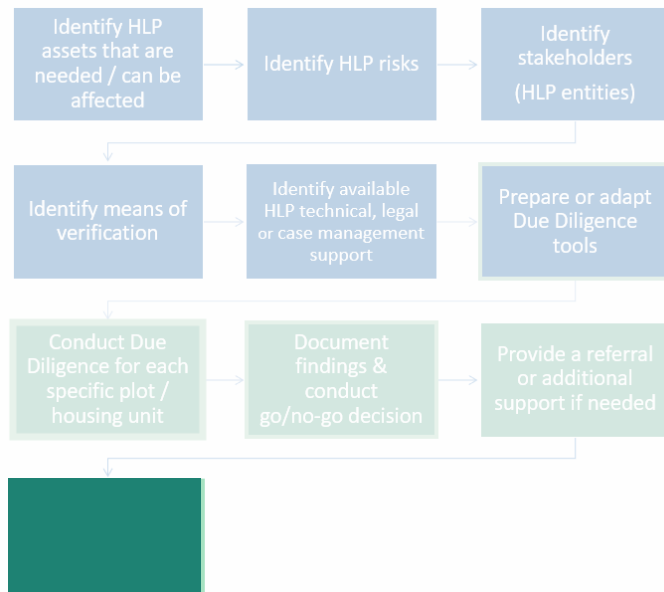 Identify HLP
assets that are
needed / can be
affected
Identify HLP risks
Identify
stakeholders
(HLP entities)
Identify means of
verification
Identify available
HLP technical, legal
or case management
support
Prepare or adapt
Due Diligence
tools
Conduct Due
Diligence for each
specific plot /
housing unit
Document
findings &
conduct
go/no-go decision
Provide a referral
or additional
support if needed